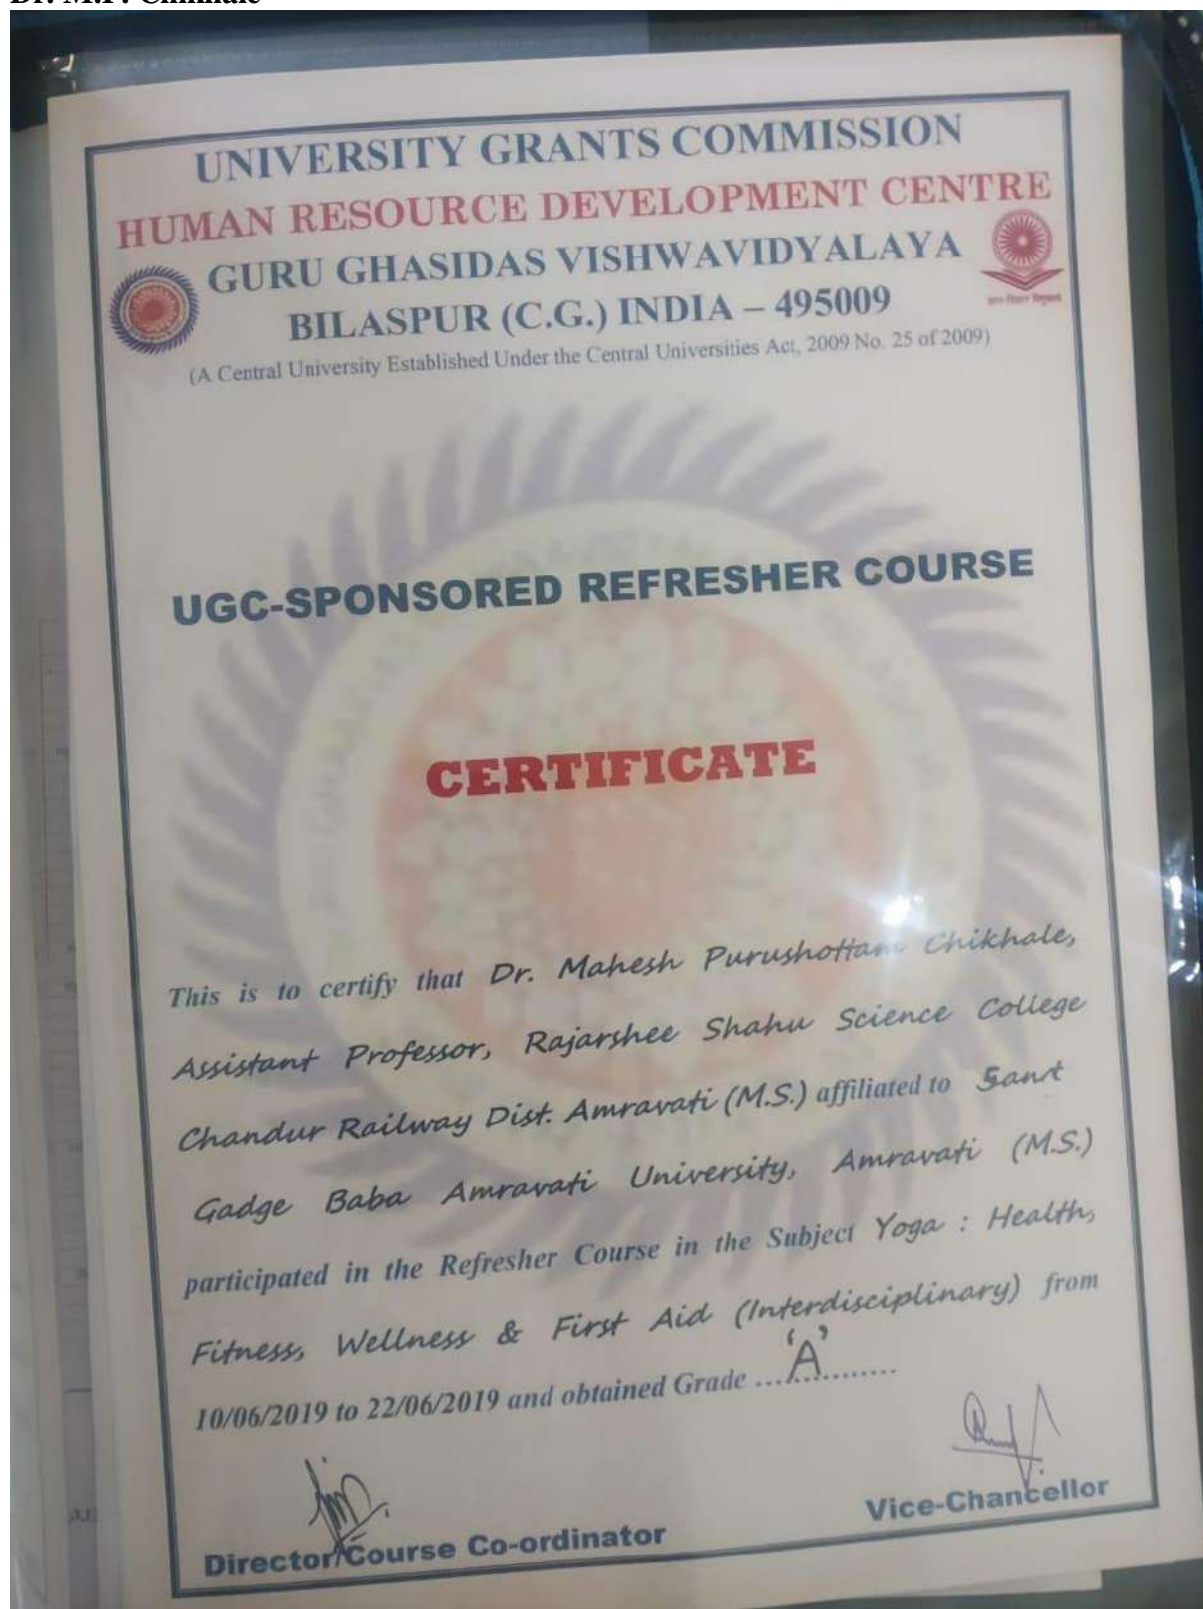 Dr. M.P. Chikhale
UNIVERSITY GRANTS COMMISSION
HUMAN RESOURCE DEVELOPMENT CENTRE
GURU GHASIDAS VISHWAVIDYALAYA
BILASPUR (C.G.) INDIA – 495009
(A Central University Established Under the Central Universities Act, 2009 No. 25 of 2009)
UGC-SPONSORED REFRESHER COURSE
CERTIFICATE
This is to certify that Dr. Mahesh Purushottam Chikhale,
Assistant Professor, Rajarshee Shahu Science College
Chandur Railway Dist. Amravati (M.S.) affiliated to Sant
Gadge Baba Amravati University, Amravati (M.S.)
participated in the Refresher Course in the Subject Yoga : Health,
Fitness, Wellness & First Aid (Interdisciplinary) from
10/06/2019 to 22/06/2019 and obtained Grade ...'A'............
Director/Course Co-ordinator
Vice-Chancellor